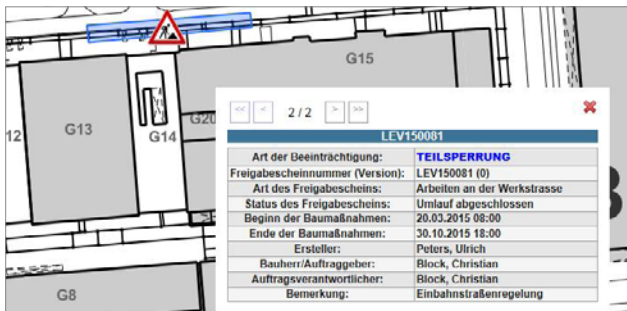 G15
12
G13
G14
G20
G8
<< < 2 / 2 > >>
LEV150081
Art der Beeinträchtigung: TEILSPERRUNG
Freigabescheinnummer (Version): LEV150081 (0)
Art des Freigabescheins: Arbeiten an der Werkstrasse
Status des Freigabescheins: Umlauf abgeschlossen
Beginn der Baumaßnahmen: 20.03.2015 08:00
Ende der Baumaßnahmen: 30.10.2015 18:00
Ersteller: Peters, Ulrich
Bauherr/Auftraggeber: Block, Christian
Auftragsverantwortlicher: Block, Christian
Bemerkung: Einbahnstraßenregelung